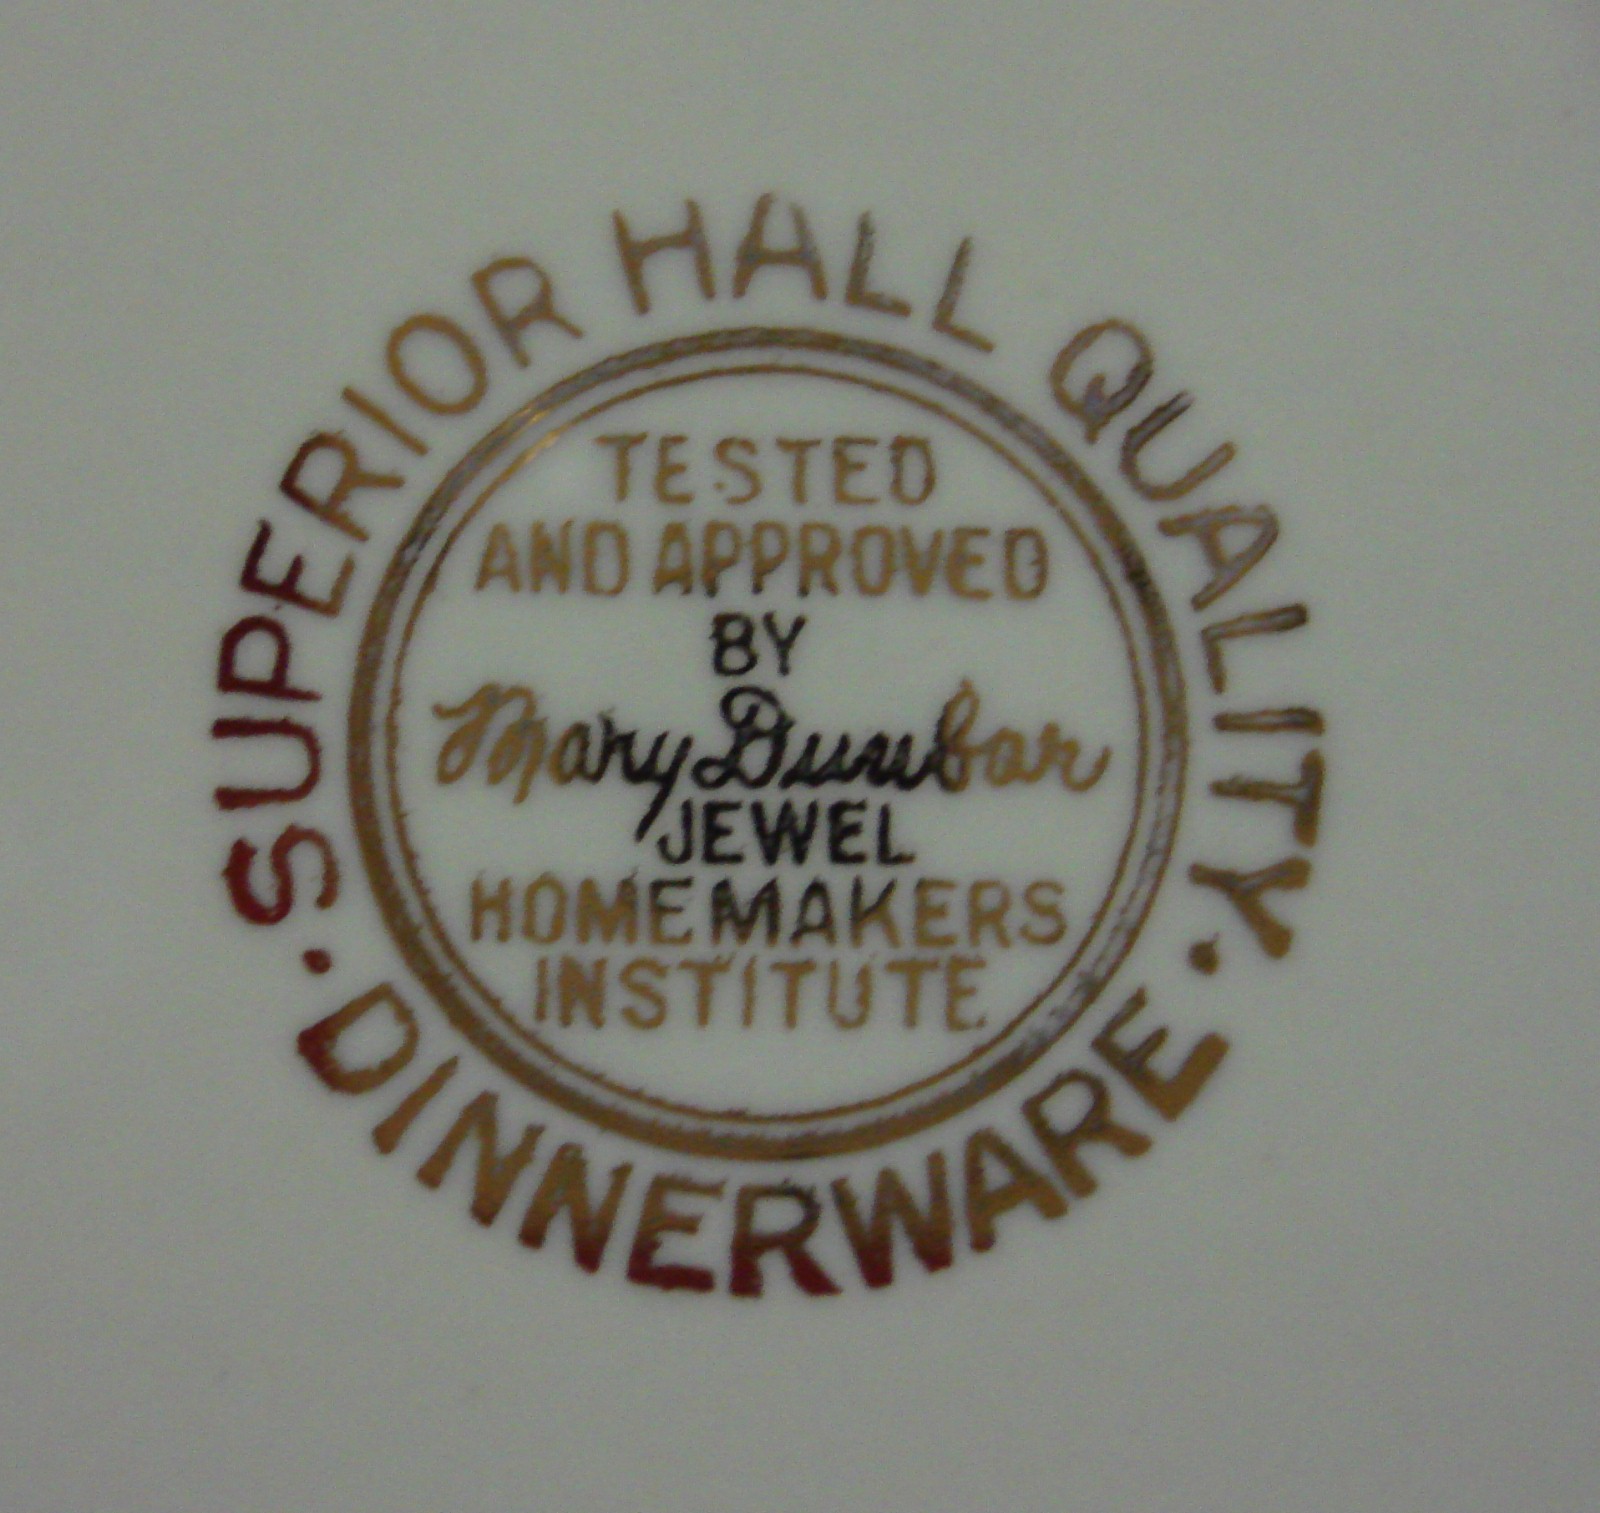 SUPERIOR HALL QUALITY
TESTED
AND APPROVED
BY
Mary Dunbar
JEWEL
HOMEMAKERS
INSTITUTE.
· DINNERWARE ·